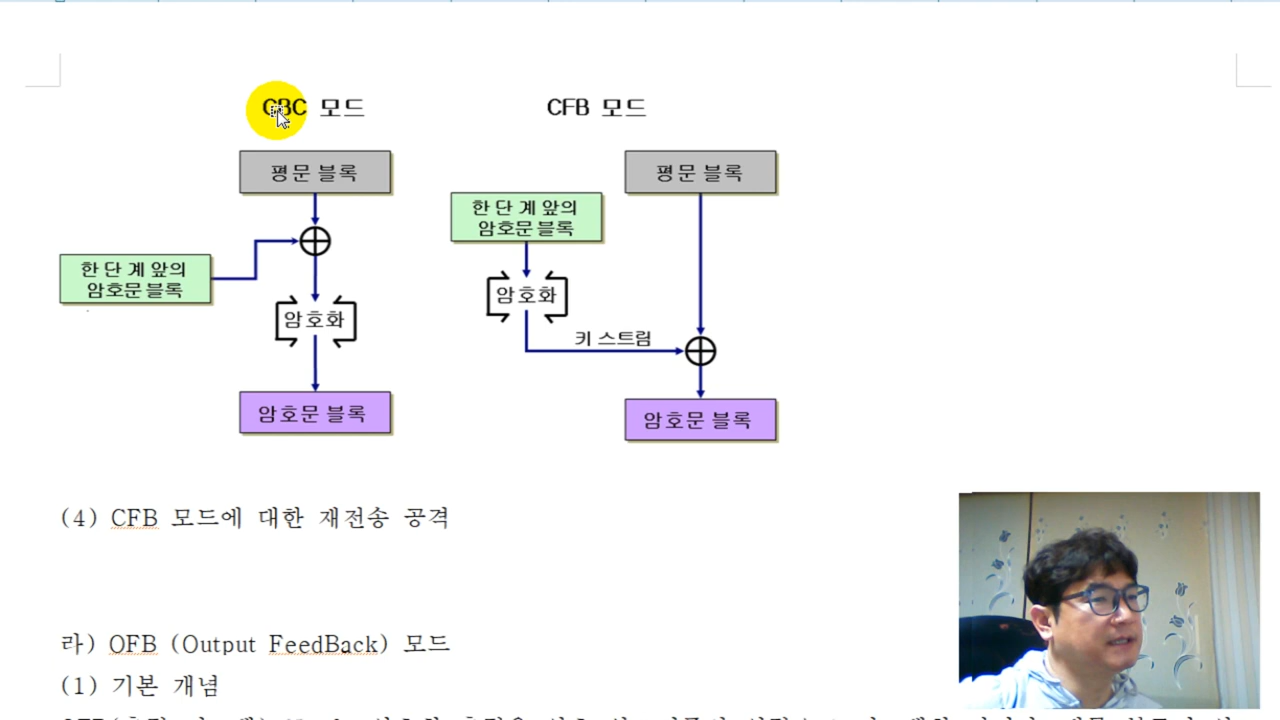 CBC 모드
CFB 모드
평문 블록
평문 블록
한 단 계 앞의
암호문 블록
한 단 계 앞의
암호문 블록
암호화
암호화
키 스트림
암호문 블록
암호문 블록
(4) CFB 모드에 대한 재전송 공격
라) OFB (Output FeedBack) 모드
(1) 기본 개념